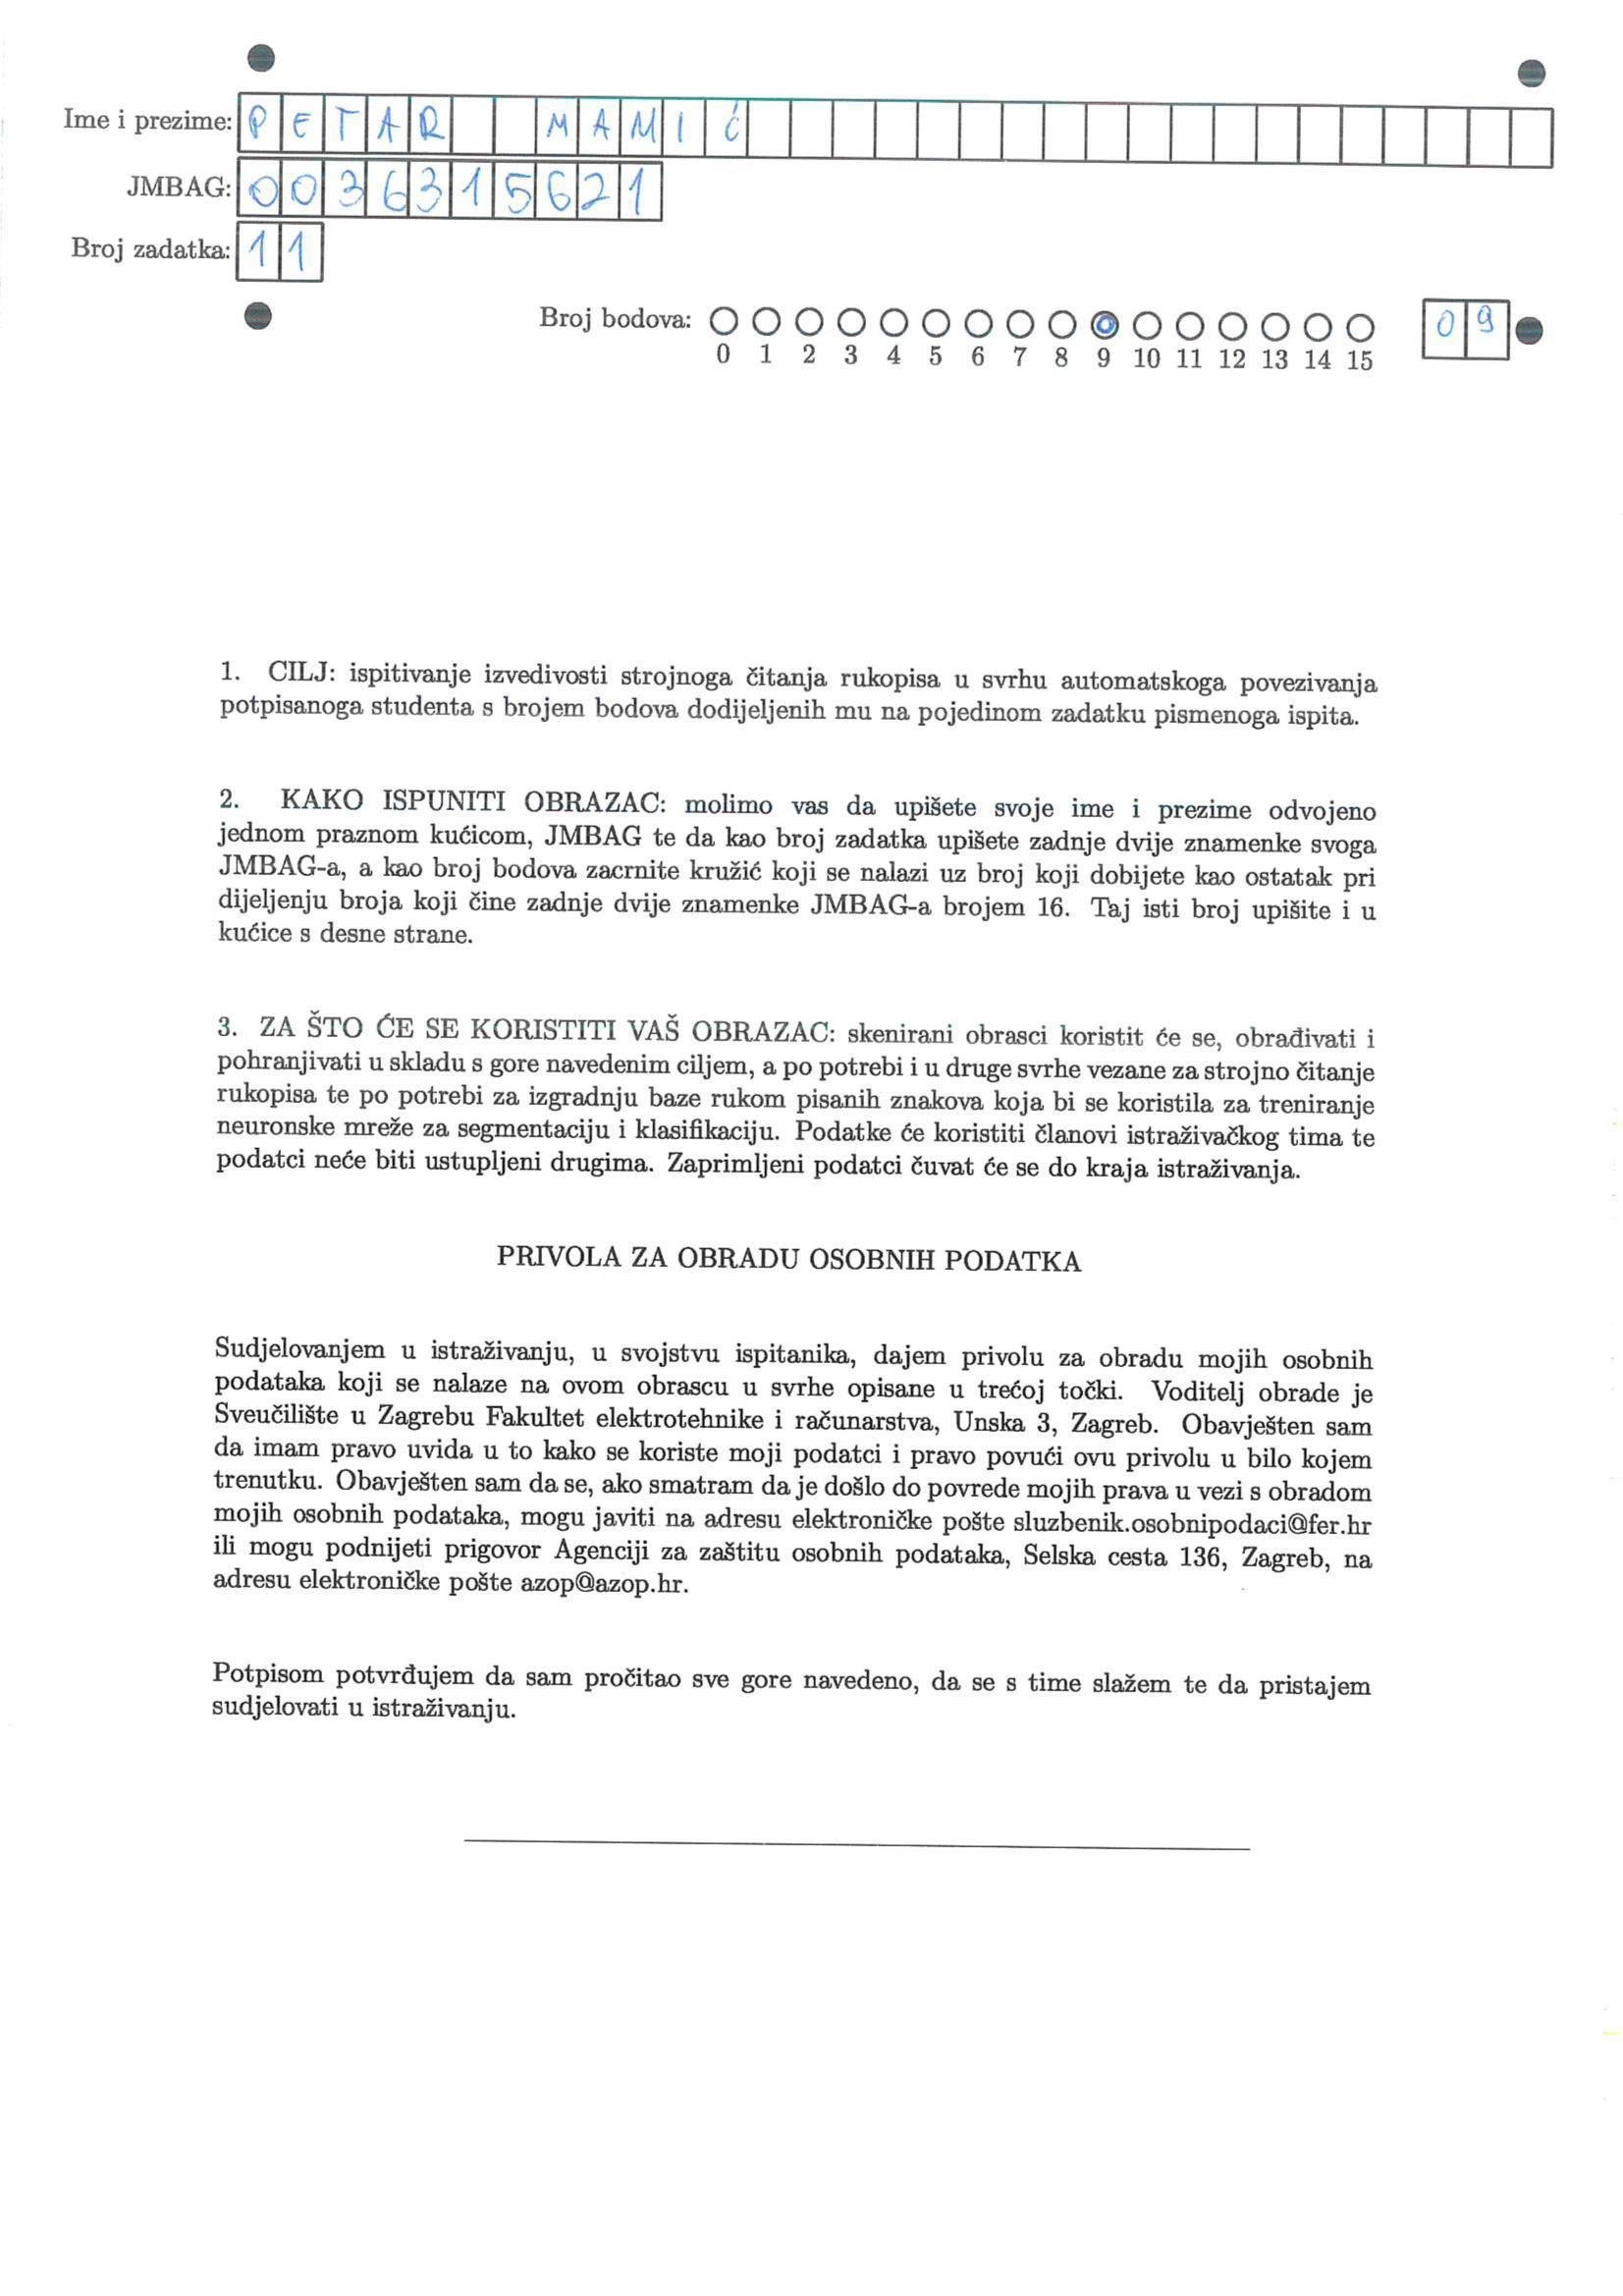 Ime i prezime: PETAR MAMIĆ
JMBAG: 0036315621
Broj zadatka: 11
Broj bodova:
09
0 1 2 3 4 5 6 7 8 9 10 11 12 13 14 15
1. CILJ: ispitivanje izvedivosti strojnoga čitanja rukopisa u svrhu automatskoga povezivanja
potpisanoga studenta s brojem bodova dodijeljenih mu na pojedinom zadatku pismenoga ispita.
2. KAKO ISPUNITI OBRAZAC: molimo vas da upišete svoje ime i prezime odvojeno
jednom praznom kućicom, JMBAG te da kao broj zadatka upišete zadnje dvije znamenke svoga
JMBAG-a, a kao broj bodova zacrnite kružić koji se nalazi uz broj koji dobijete kao ostatak pri
dijeljenju broja koji čine zadnje dvije znamenke JMBAG-a brojem 16. Taj isti broj upišite i u
kućice s desne strane.
3. ZA ŠTO ĆE SE KORISTITI VAŠ OBRAZAC: skenirani obrasci koristit će se, obrađivati i
pohranjivati u skladu s gore navedenim ciljem, a po potrebi i u druge svrhe vezane za strojno čitanje
rukopisa te po potrebi za izgradnju baze rukom pisanih znakova koja bi se koristila za treniranje
neuronske mreže za segmentaciju i klasifikaciju. Podatke će koristiti članovi istraživačkog tima te
podatci neće biti ustupljeni drugima. Zaprimljeni podatci čuvat će se do kraja istraživanja.
PRIVOLA ZA OBRADU OSOBNIH PODATKA
Sudjelovanjem u istraživanju, u svojstvu ispitanika, dajem privolu za obradu mojih osobnih
podataka koji se nalaze na ovom obrascu u svrhe opisane u trećoj točki. Voditelj obrade je
Sveučilište u Zagrebu Fakultet elektrotehnike i računarstva, Unska 3, Zagreb. Obavješten sam
da imam pravo uvida u to kako se koriste moji podatci i pravo povući ovu privolu u bilo kojem
trenutku. Obavješten sam da se, ako smatram da je došlo do povrede mojih prava u vezi s obradom
mojih osobnih podataka, mogu javiti na adresu elektroničke pošte sluzbenik.osobnipodaci@fer.hr
ili mogu podnijeti prigovor Agenciji za zaštitu osobnih podataka, Selska cesta 136, Zagreb, na
adresu elektroničke pošte azop@azop.hr.
Potpisom potvrđujem da sam pročitao sve gore navedeno, da se s time slažem te da pristajem
sudjelovati u istraživanju.